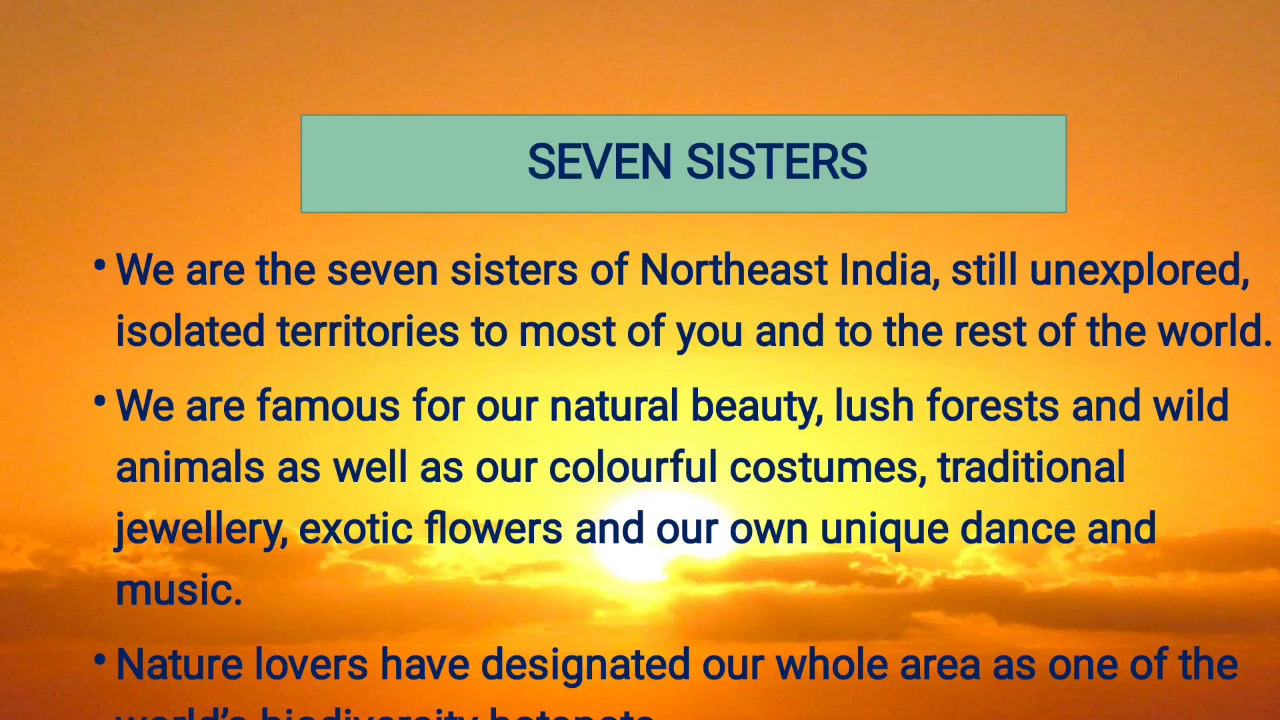 SEVEN SISTERS
• We are the seven sisters of Northeast India, still unexplored,
isolated territories to most of you and to the rest of the world.
• We are famous for our natural beauty, lush forests and wild
animals as well as our colourful costumes, traditional
jewellery, exotic flowers and our own unique dance and
music.
• Nature lovers have designated our whole area as one of the
world’s biodiversity hotspots.